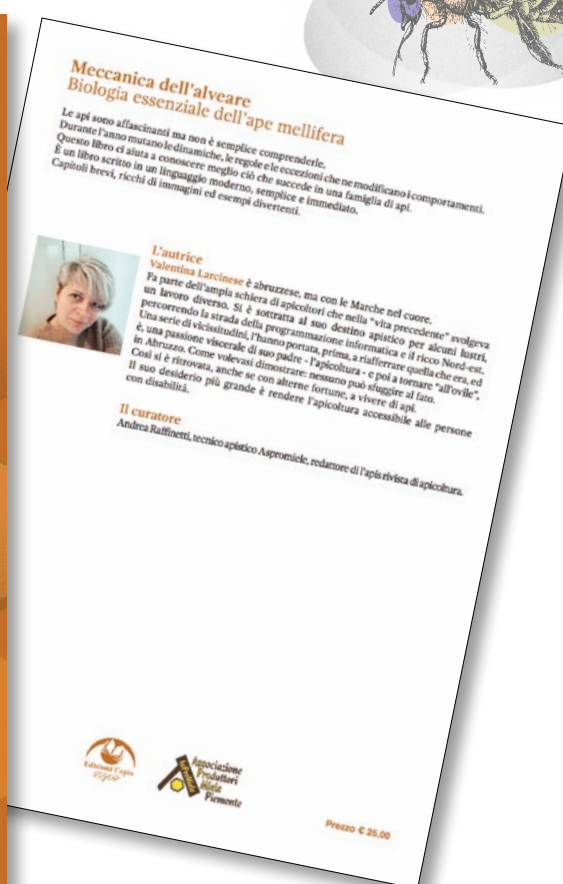 Meccanica dell'alveare
Biologia essenziale dell'ape mellifera
Le api sono affascinanti ma non è semplice comprenderle.
Durante l'anno mutano le dinamiche, le regole e le eccezioni che ne modificano i comportamenti.
Questo libro ci aiuta a conoscere meglio ciò che succede in una famiglia di api.
È un libro scritto in un linguaggio moderno, semplice e immediato.
Capitoli brevi, ricchi di immagini ed esempi divertenti.
L'autrice
Valentina Larcinese è abruzzese, ma con le Marche nel cuore.
Fa parte dell'ampia schiera di apicoltori che nella "vita precedente" svolgeva
un lavoro diverso. Si è sottratta al suo destino apistico per alcuni lustri,
percorrendo la strada della programmazione informatica e il ricco Nord-est.
Una serie di vicissitudini, l'hanno portata, prima, a riafferrare quella che era, ed
è, una passione viscerale di suo padre - l'apicoltura - e poi a tornare "all'ovile",
in Abruzzo. Come volevasi dimostrare: nessuno può sfuggire al fato.
Così si è ritrovata, anche se con alterne fortune, a vivere di api.
Il suo desiderio più grande è rendere l'apicoltura accessibile alle persone
con disabilità.
Il curatore
Andrea Raffinetti, tecnico apistico Aspromiele, redattore di l'apis rivista di apicoltura.
Edizioni l'apis
Associazione
Produttori
Miele
Piemonte
Prezzo € 25,00